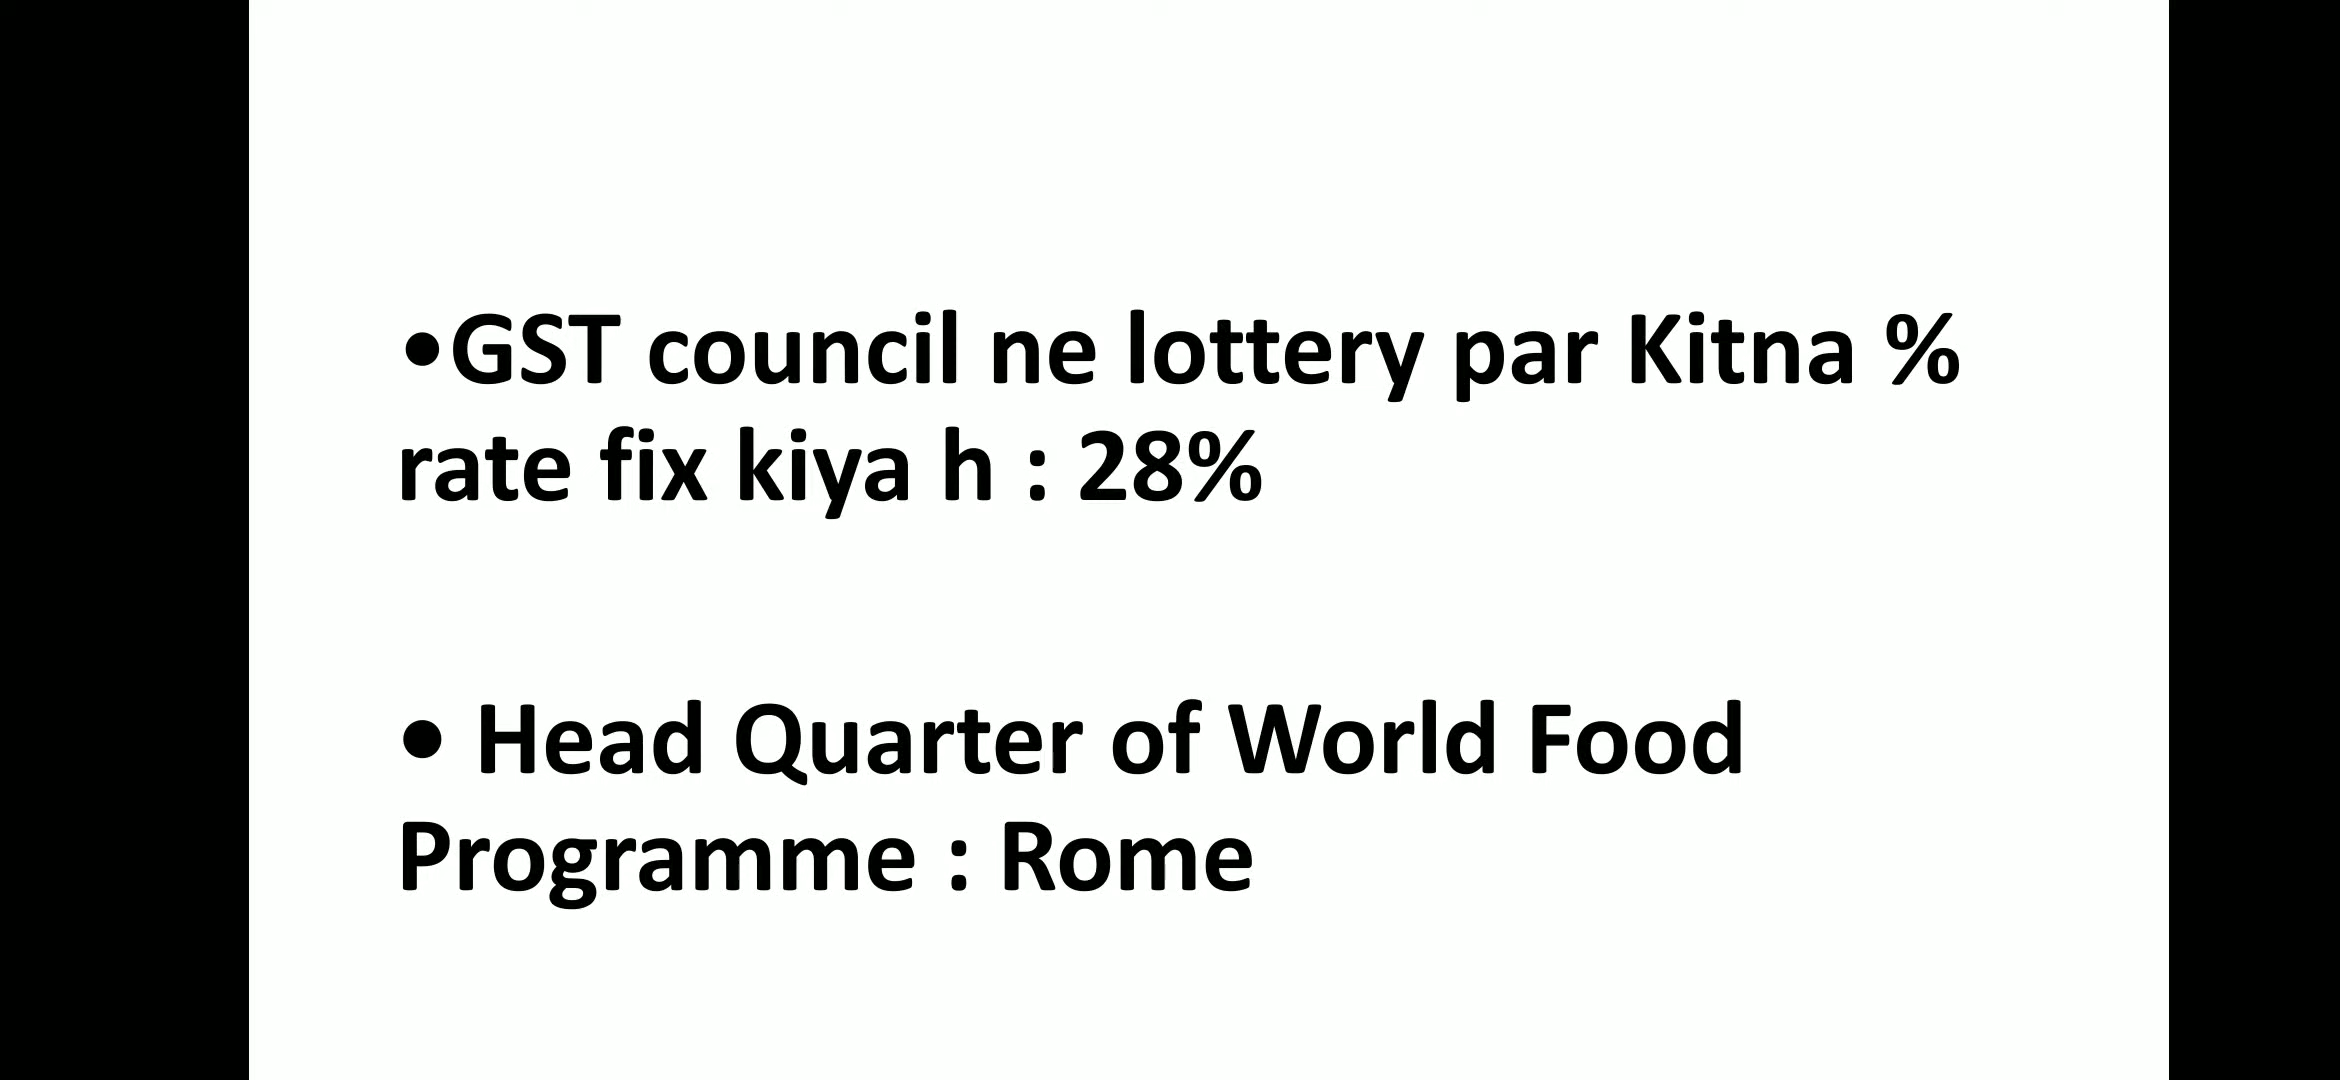 •GST council ne lottery par Kitna %
rate fix kiya h : 28%
• Head Quarter of World Food
Programme : Rome